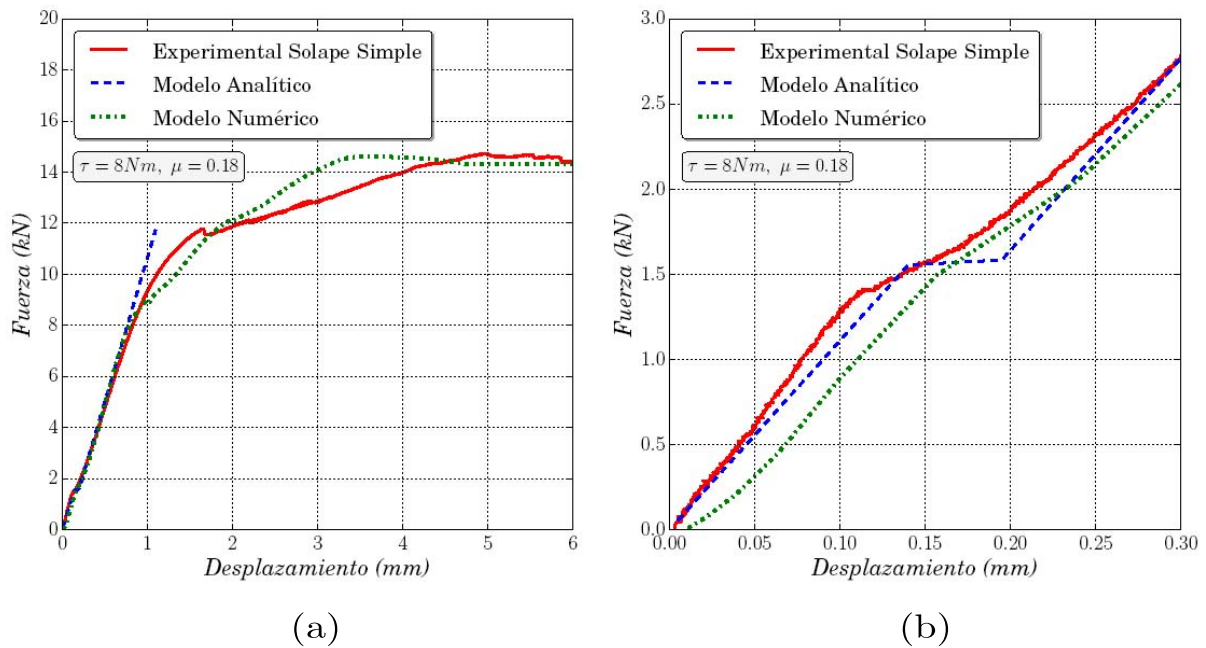 20
18
16
14
12
10
8
6
4
2
0
Fuerza (kN)
Experimental Solape Simple
Modelo Analítico
Modelo Numérico
τ = 8Nm, μ = 0.18
0 1 2 3 4 5 6
Desplazamiento (mm)
(a)
3.0
2.5
2.0
1.5
1.0
0.5
0.0
Fuerza (kN)
Experimental Solape Simple
Modelo Analítico
Modelo Numérico
τ = 8Nm, μ = 0.18
0.00 0.05 0.10 0.15 0.20 0.25 0.30
Desplazamiento (mm)
(b)